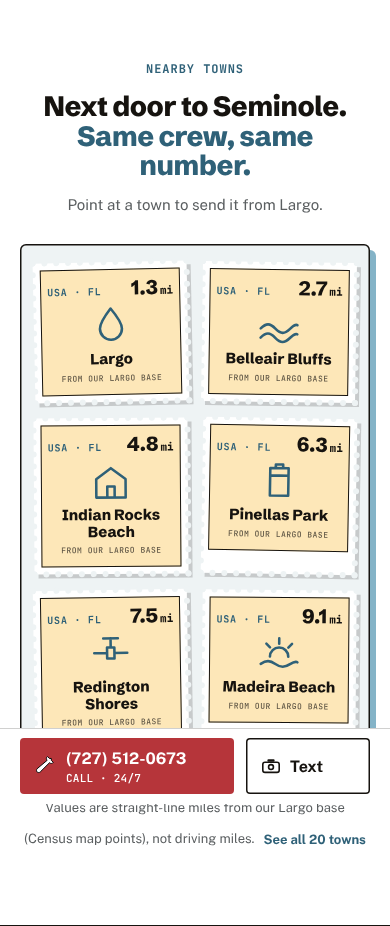 NEARBY TOWNS
Next door to Seminole.
Same crew, same
number.
Point at a town to send it from Largo.
USA · FL 1.3 mi
Largo
FROM OUR LARGO BASE
USA · FL 2.7 mi
Belleair Bluffs
FROM OUR LARGO BASE
USA · FL 4.8 mi
Indian Rocks
Beach
FROM OUR LARGO BASE
USA · FL 6.3 mi
Pinellas Park
FROM OUR LARGO BASE
USA · FL 7.5 mi
Redington
Shores
FROM OUR LARGO BASE
USA · FL 9.1 mi
Madeira Beach
FROM OUR LARGO BASE
(727) 512-0673
CALL · 24/7
Text
Values are straight-line miles from our Largo base
(Census map points), not driving miles. See all 20 towns